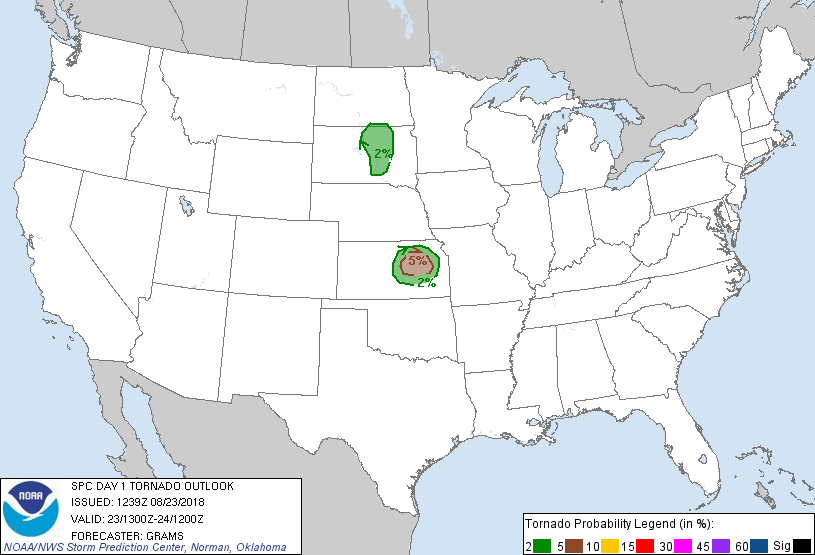 2%
5%
2%
NOAA
SPC DAY 1 TORNADO OUTLOOK
ISSUED: 1239Z 08/23/2018
VALID: 23/1300Z-24/1200Z
FORECASTER: GRAMS
NOAA/NWS Storm Prediction Center, Norman, Oklahoma
Tornado Probability Legend (in %):
2 5 10 15 30 45 60 Sig